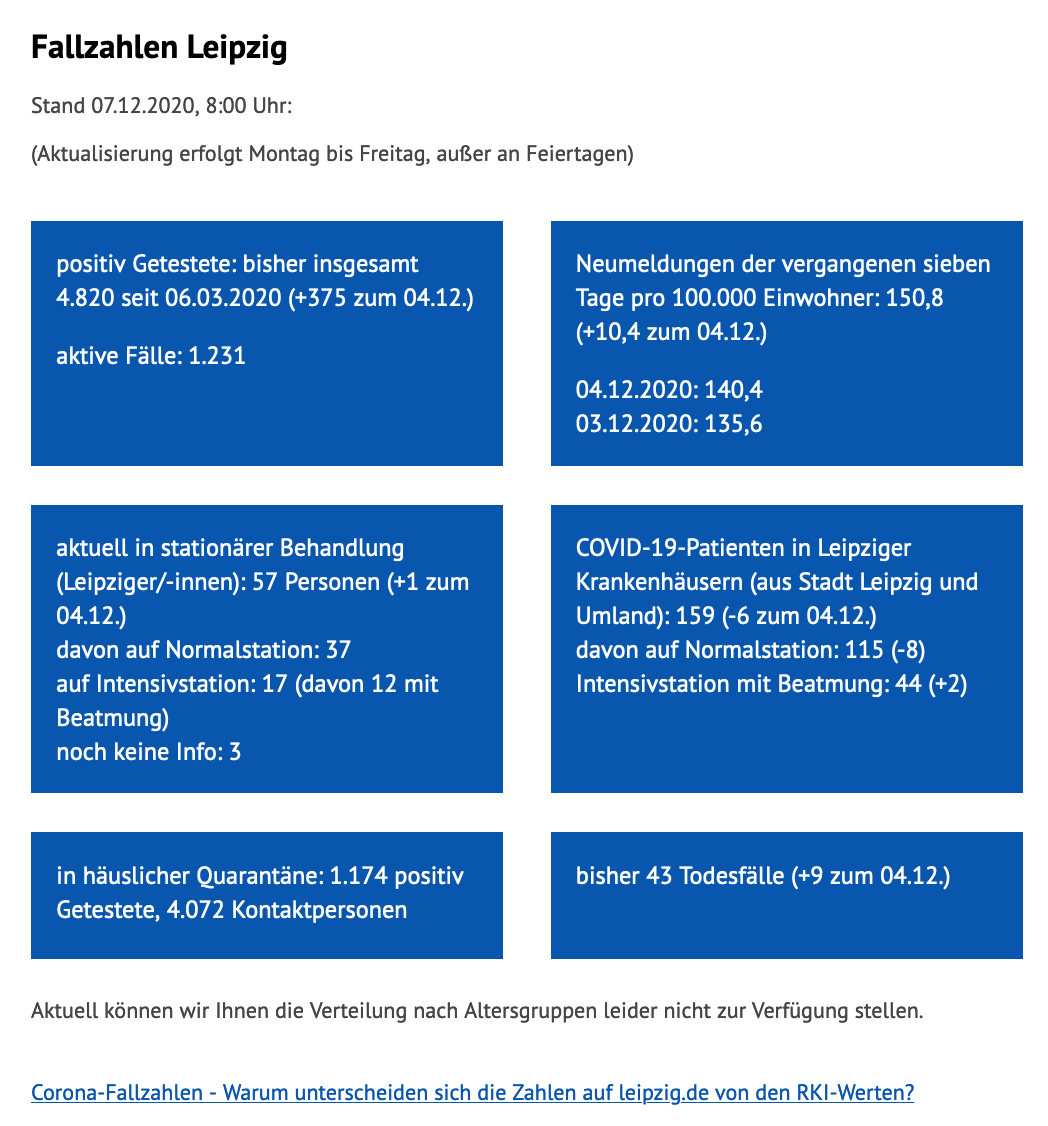 Fallzahlen Leipzig
Stand 07.12.2020, 8:00 Uhr:
(Aktualisierung erfolgt Montag bis Freitag, außer an Feiertagen)
positiv Getestete: bisher insgesamt
4.820 seit 06.03.2020 (+375 zum 04.12.)
aktive Fälle: 1.231
Neumeldungen der vergangenen sieben
Tage pro 100.000 Einwohner: 150,8
(+10,4 zum 04.12.)
04.12.2020: 140,4
03.12.2020: 135,6
aktuell in stationärer Behandlung
(Leipziger/-innen): 57 Personen (+1 zum
04.12.)
davon auf Normalstation: 37
auf Intensivstation: 17 (davon 12 mit
Beatmung)
noch keine Info: 3
COVID-19-Patienten in Leipziger
Krankenhäusern (aus Stadt Leipzig und
Umland): 159 (-6 zum 04.12.)
davon auf Normalstation: 115 (-8)
Intensivstation mit Beatmung: 44 (+2)
in häuslicher Quarantäne: 1.174 positiv
Getestete, 4.072 Kontaktpersonen
bisher 43 Todesfälle (+9 zum 04.12.)
Aktuell können wir Ihnen die Verteilung nach Altersgruppen leider nicht zur Verfügung stellen.
Corona-Fallzahlen - Warum unterscheiden sich die Zahlen auf leipzig.de von den RKI-Werten?